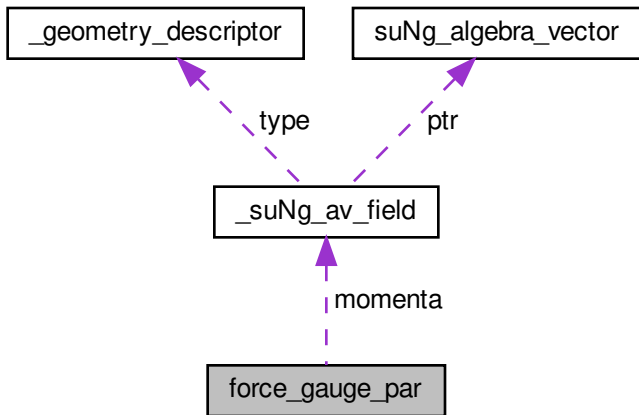 _geometry_descriptor
suNg_algebra_vector
type
ptr
_suNg_av_field
momenta
force_gauge_par